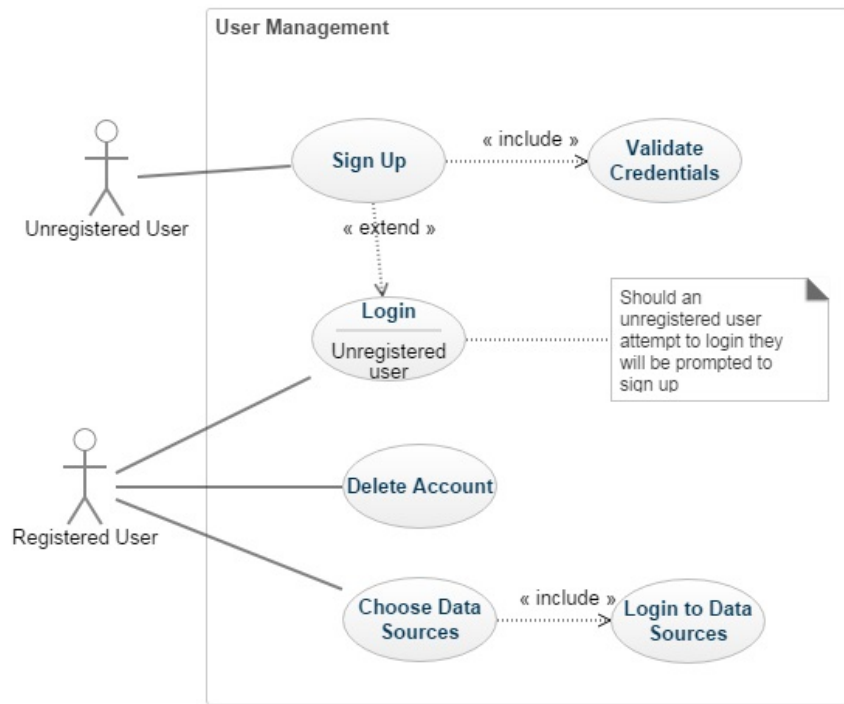 User Management
Sign Up
« include »
Validate
Credentials
Unregistered User
« extend »
Login
Unregistered
user
Should an
unregistered user
attempt to login they
will be prompted to
sign up
Registered User
Delete Account
Choose Data
Sources
« include »
Login to Data
Sources